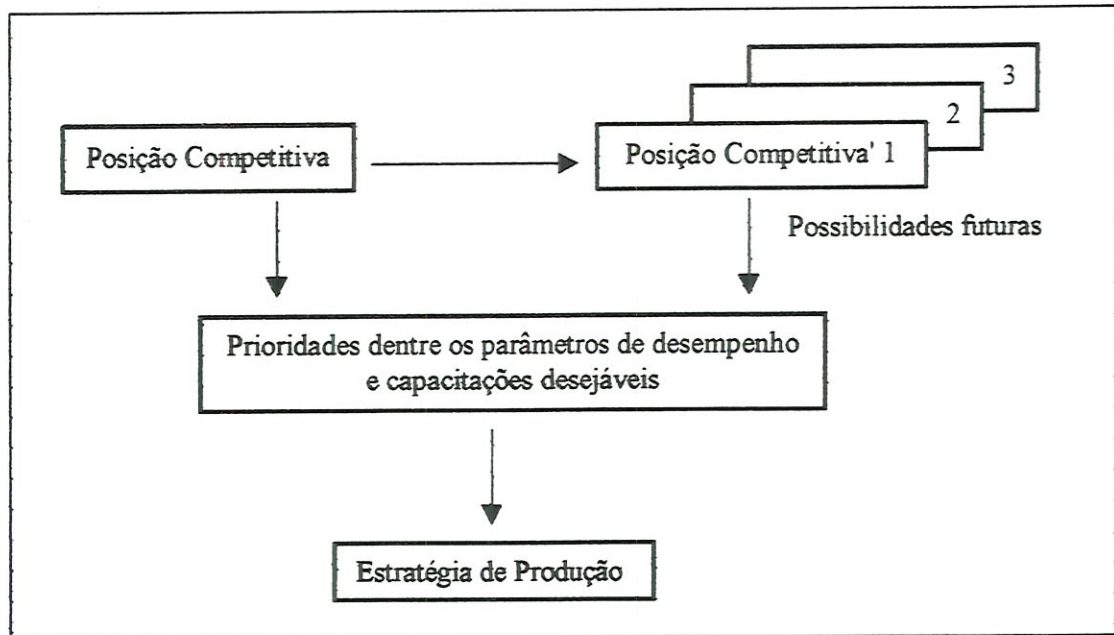 3
2
Posição Competitiva
Posição Competitiva' 1
Possibilidades futuras
Prioridades dentre os parâmetros de desempenho
e capacitações desejáveis
Estratégia de Produção